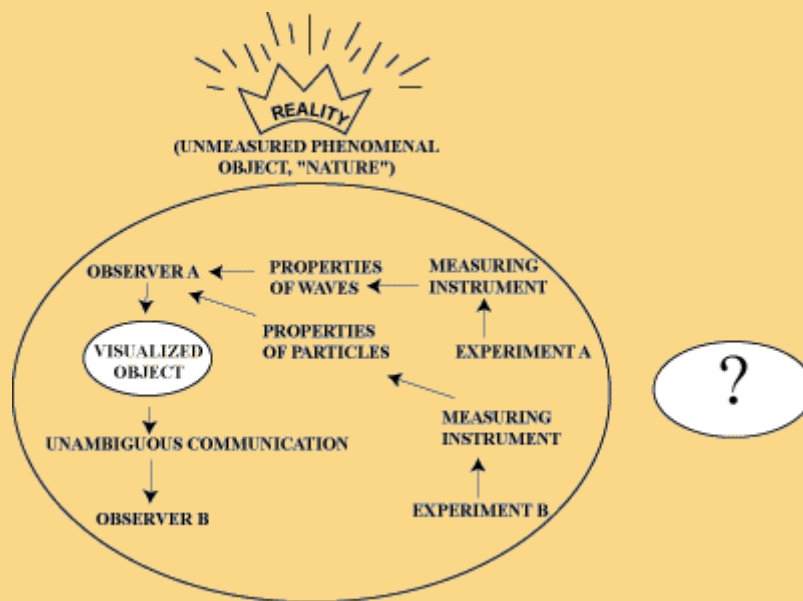 REALITY
(UNMEASURED PHENOMENAL
OBJECT, "NATURE")
OBSERVER A
PROPERTIES
OF WAVES
MEASURING
INSTRUMENT
PROPERTIES
OF PARTICLES
EXPERIMENT A
VISUALIZED
OBJECT
?
MEASURING
INSTRUMENT
UNAMBIGUOUS COMMUNICATION
OBSERVER B
EXPERIMENT B